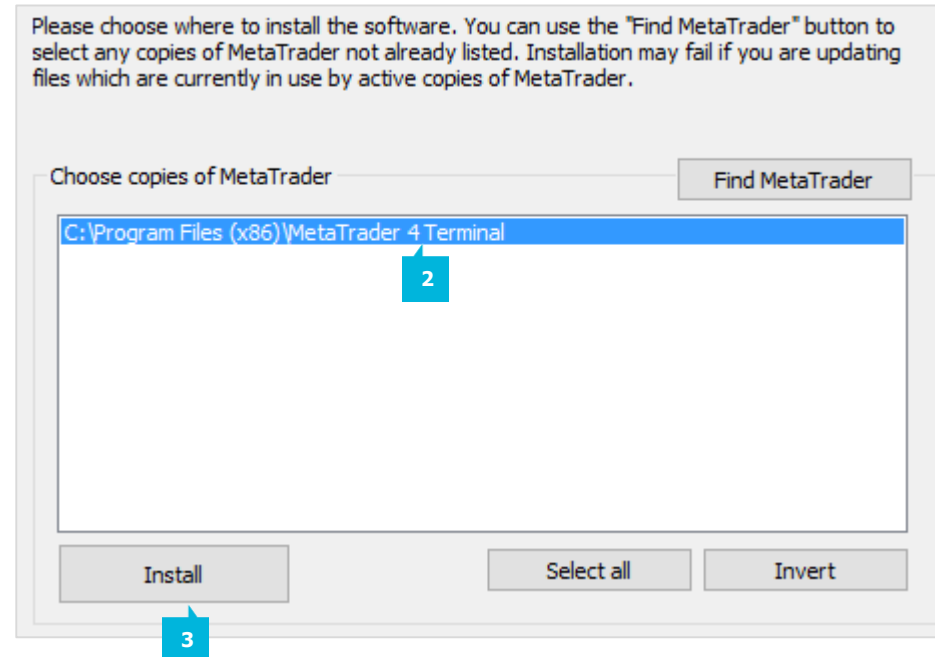 Please choose where to install the software. You can use the "Find MetaTrader" button to
select any copies of MetaTrader not already listed. Installation may fail if you are updating
files which are currently in use by active copies of MetaTrader.
Choose copies of MetaTrader
Find MetaTrader
C:\Program Files (x86)\MetaTrader 4 Terminal
2
Install
Select all
Invert
3